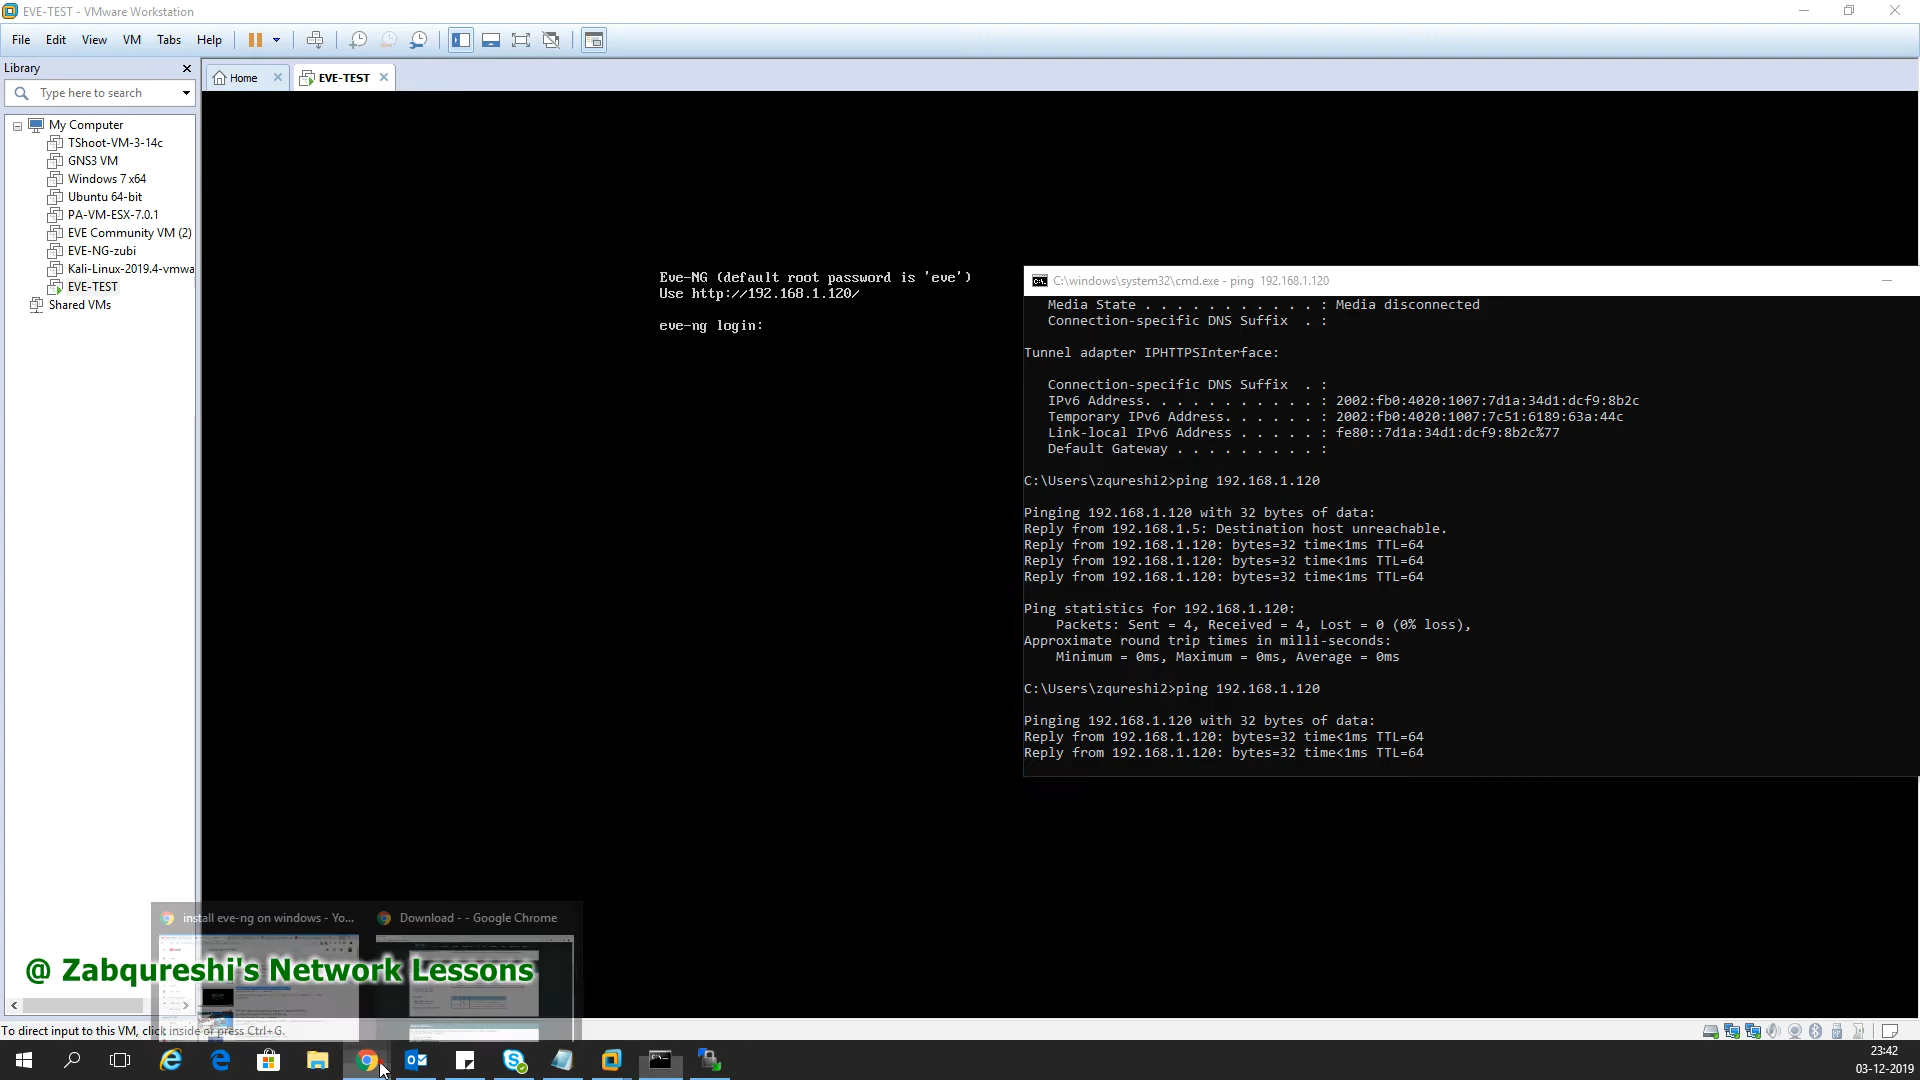 EVE-TEST - VMware Workstation
File Edit View VM Tabs Help
Library
Home
EVE-TEST
Type here to search
My Computer
TShoot-VM-3-14c
GNS3 VM
Windows 7 x64
Ubuntu 64-bit
PA-VM-ESX-7.0.1
EVE Community VM (2)
EVE-NG-zubi
Kali-Linux-2019.4-vmwa
EVE-TEST
Shared VMs
Eve-NG (default root password is 'eve')
Use http://192.168.1.120/
eve-ng login:
C:\windows\system32\cmd.exe - ping 192.168.1.120
Media State . . . . . . . . . . . : Media disconnected
Connection-specific DNS Suffix . :
Tunnel adapter IPHTTPSInterface:
Connection-specific DNS Suffix . :
IPv6 Address. . . . . . . . . . . : 2002:fb0:4020:1007:7d1a:34d1:dcf9:8b2c
Temporary IPv6 Address. . . . . . : 2002:fb0:4020:1007:7c51:6189:63a:44c
Link-local IPv6 Address . . . . . : fe80::7d1a:34d1:dcf9:8b2c%77
Default Gateway . . . . . . . . . :
C:\Users\zqureshi2>ping 192.168.1.120
Pinging 192.168.1.120 with 32 bytes of data:
Reply from 192.168.1.5: Destination host unreachable.
Reply from 192.168.1.120: bytes=32 time<1ms TTL=64
Reply from 192.168.1.120: bytes=32 time<1ms TTL=64
Reply from 192.168.1.120: bytes=32 time<1ms TTL=64
Ping statistics for 192.168.1.120:
Packets: Sent = 4, Received = 4, Lost = 0 (0% loss),
Approximate round trip times in milli-seconds:
Minimum = 0ms, Maximum = 0ms, Average = 0ms
C:\Users\zqureshi2>ping 192.168.1.120
Pinging 192.168.1.120 with 32 bytes of data:
Reply from 192.168.1.120: bytes=32 time<1ms TTL=64
Reply from 192.168.1.120: bytes=32 time<1ms TTL=64
install eve-ng on windows - Yo...
Download - - Google Chrome
@ Zabqureshi's Network Lessons
To direct input to this VM, click inside or press Ctrl+G.
23:42
03-12-2019